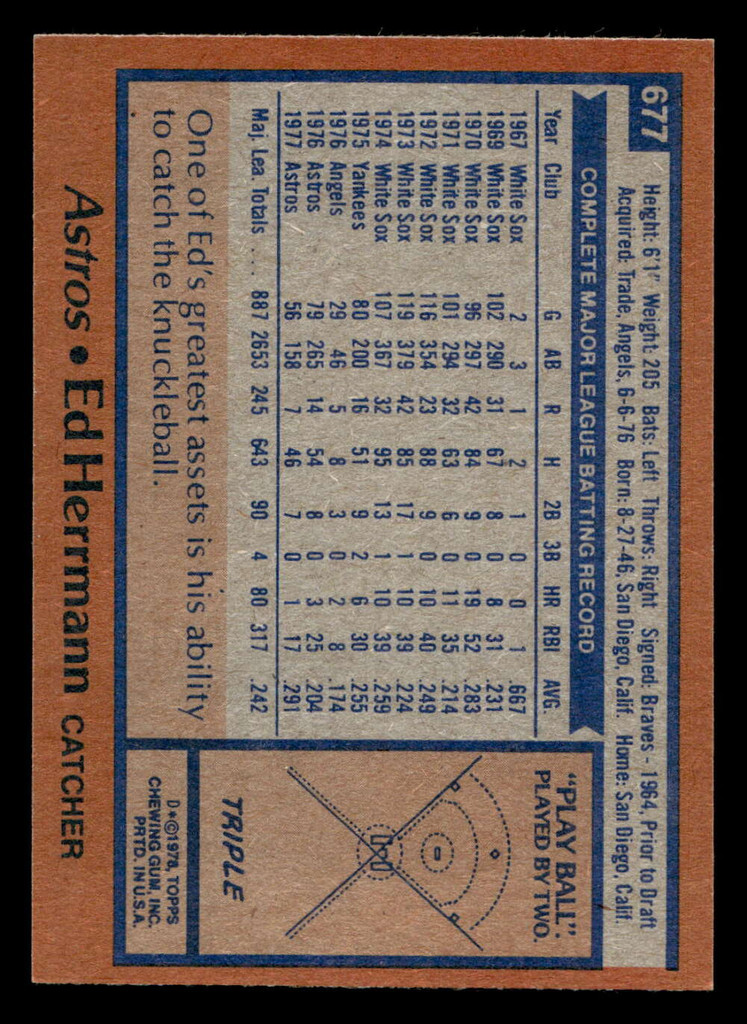 677
Height: 6'1" Weight: 205 Bats: Left Throws: Right Signed: Braves - 1964, Prior to Draft
Acquired: Trade, Angels, 6-6-76 Born: 8-27-46, San Diego, Calif. Home: San Diego, Calif.
COMPLETE MAJOR LEAGUE BATTING RECORD
Year Club G AB R H 2B 3B HR RBI AVG.
1967 White Sox 2 3 1 2 1 0 0 1 .667
1969 White Sox 102 290 31 67 8 0 8 31 .231
1970 White Sox 96 297 42 84 9 0 19 52 .283
1971 White Sox 101 294 32 63 6 0 11 35 .214
1972 White Sox 116 354 23 88 9 0 10 40 .249
1973 White Sox 119 379 42 85 17 1 10 39 .224
1974 White Sox 107 367 32 95 13 1 10 39 .259
1975 Yankees 80 200 16 51 9 2 6 30 .255
1976 Angels 29 46 5 8 3 0 2 8 .174
1976 Astros 79 265 14 54 8 0 3 25 .204
1977 Astros 56 158 7 46 7 0 1 17 .291
Maj. Lea. Totals .... 887 2653 245 643 90 4 80 317 .242
One of Ed's greatest assets is his ability
to catch the knuckleball.
"PLAY BALL".
PLAYED BY TWO.
TRIPLE
D*©1978, TOPPS
CHEWING GUM, INC.
PRTD. IN U.S.A.
Astros • Ed Herrmann CATCHER